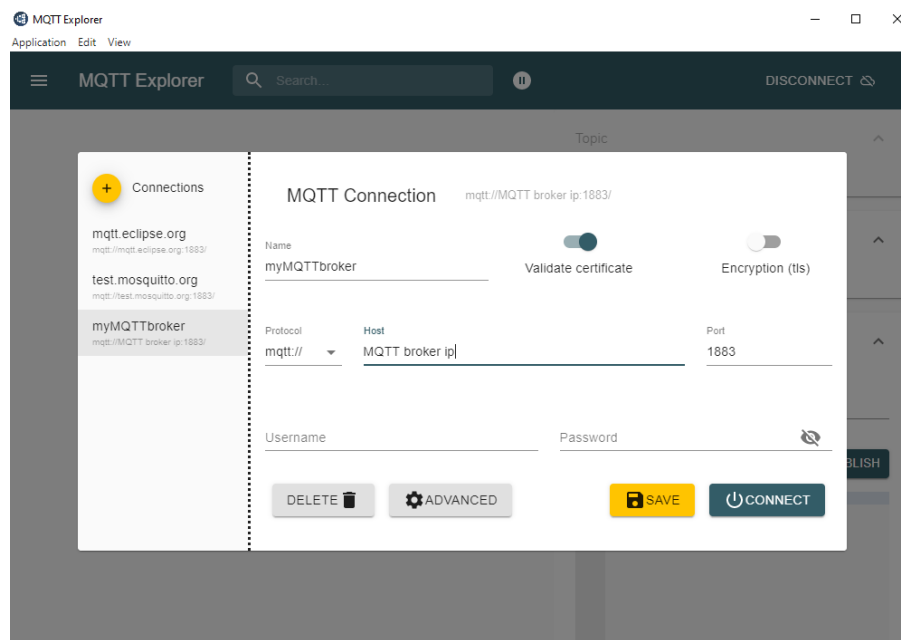 MQTT Explorer
Application Edit View
MQTT Explorer
Search...
DISCONNECT
Topic
Connections
mqtt.eclipse.org
mqtt://mqtt.eclipse.org:1883/
test.mosquitto.org
mqtt://test.mosquitto.org:1883/
myMQTTbroker
mqtt://MQTT broker ip:1883/
MQTT Connection mqtt://MQTT broker ip:1883/
Name
myMQTTbroker
Validate certificate
Encryption (tls)
Protocol Host Port
mqtt:// MQTT broker ip 1883
Username Password
DELETE ADVANCED SAVE CONNECT
BLISH